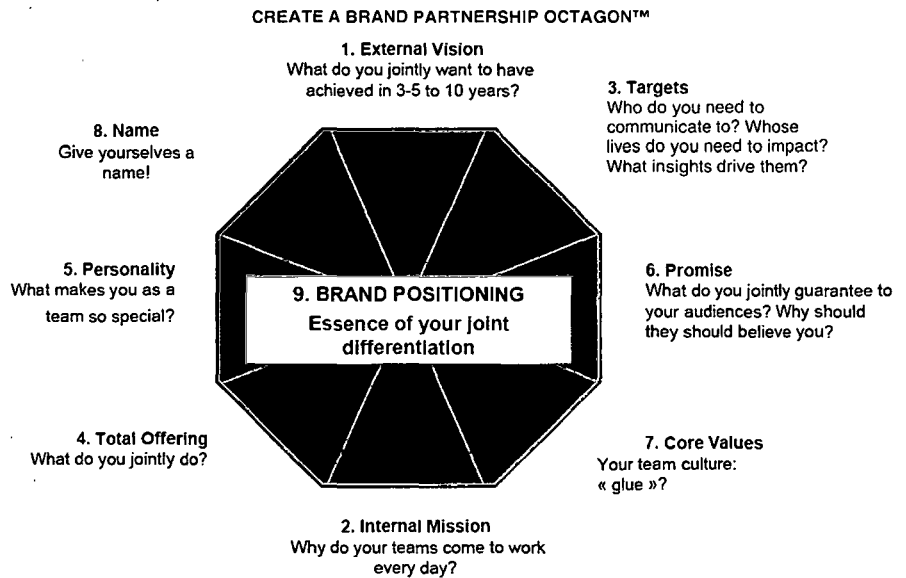 CREATE A BRAND PARTNERSHIP OCTAGON™
1. External Vision
What do you jointly want to have
achieved in 3-5 to 10 years?
3. Targets
Who do you need to
communicate to? Whose
lives do you need to impact?
What insights drive them?
8. Name
Give yourselves a
name!
5. Personality
What makes you as a
team so special?
9. BRAND POSITIONING
Essence of your joint
differentiation
6. Promise
What do you jointly guarantee to
your audiences? Why should
they should believe you?
4. Total Offering
What do you jointly do?
7. Core Values
Your team culture:
« glue »?
2. Internal Mission
Why do your teams come to work
every day?